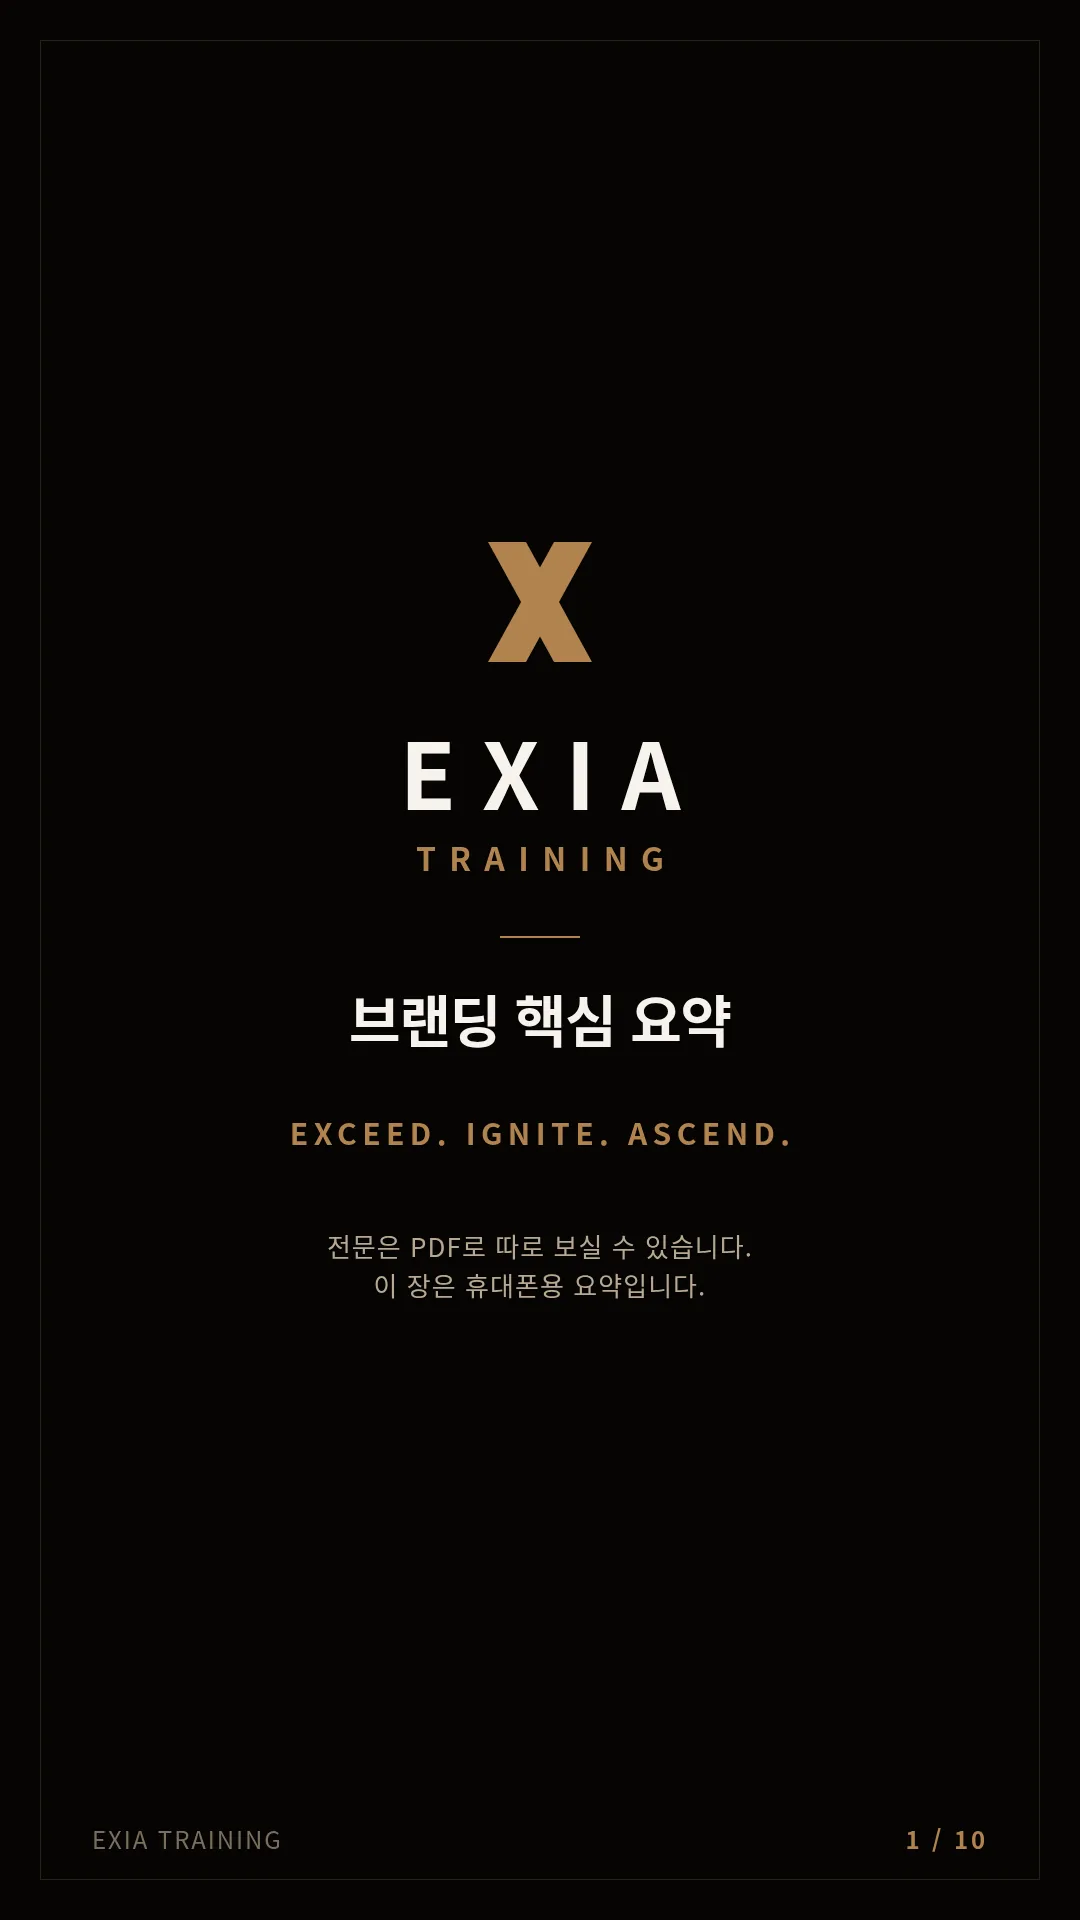 X
EXIA
TRAINING
브랜딩 핵심 요약
EXCEED. IGNITE. ASCEND.
전문은 PDF로 따로 보실 수 있습니다.
이 장은 휴대폰용 요약입니다.
EXIA TRAINING
1 / 10